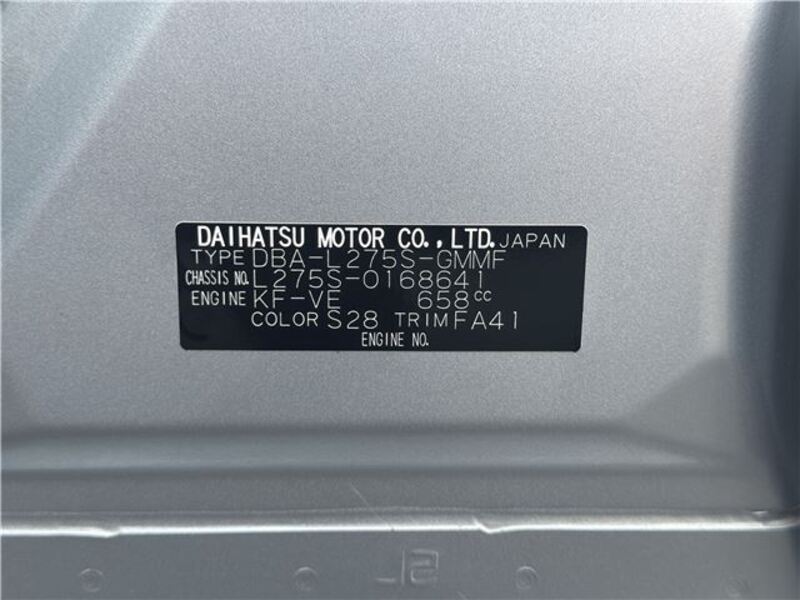 DAIHATSU MOTOR CO., LTD. JAPAN
TYPE DBA-L275S-GMMF
CHASSIS NO. L275S-0168641
ENGINE KF-VE 658cc
COLOR S28 TRIM FA41
ENGINE NO.